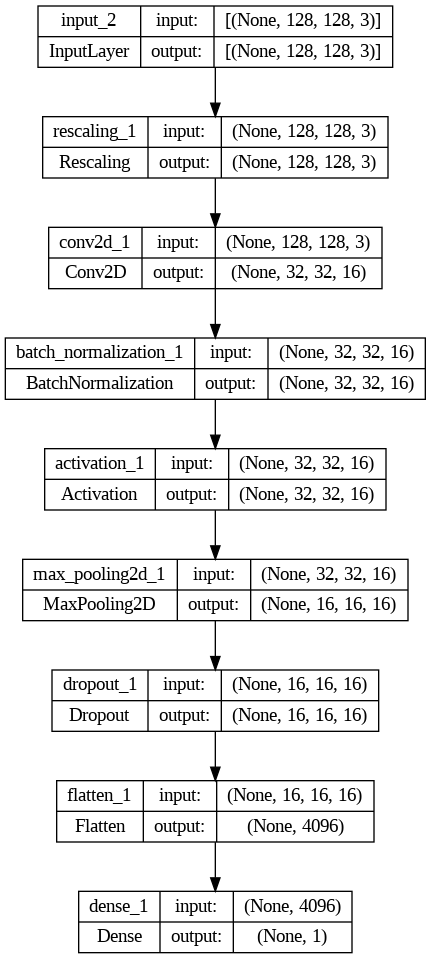 input_2 input: [(None, 128, 128, 3)]
InputLayer output: [(None, 128, 128, 3)]
rescaling_1 input: (None, 128, 128, 3)
Rescaling output: (None, 128, 128, 3)
conv2d_1 input: (None, 128, 128, 3)
Conv2D output: (None, 32, 32, 16)
batch_normalization_1 input: (None, 32, 32, 16)
BatchNormalization output: (None, 32, 32, 16)
activation_1 input: (None, 32, 32, 16)
Activation output: (None, 32, 32, 16)
max_pooling2d_1 input: (None, 32, 32, 16)
MaxPooling2D output: (None, 16, 16, 16)
dropout_1 input: (None, 16, 16, 16)
Dropout output: (None, 16, 16, 16)
flatten_1 input: (None, 16, 16, 16)
Flatten output: (None, 4096)
dense_1 input: (None, 4096)
Dense output: (None, 1)